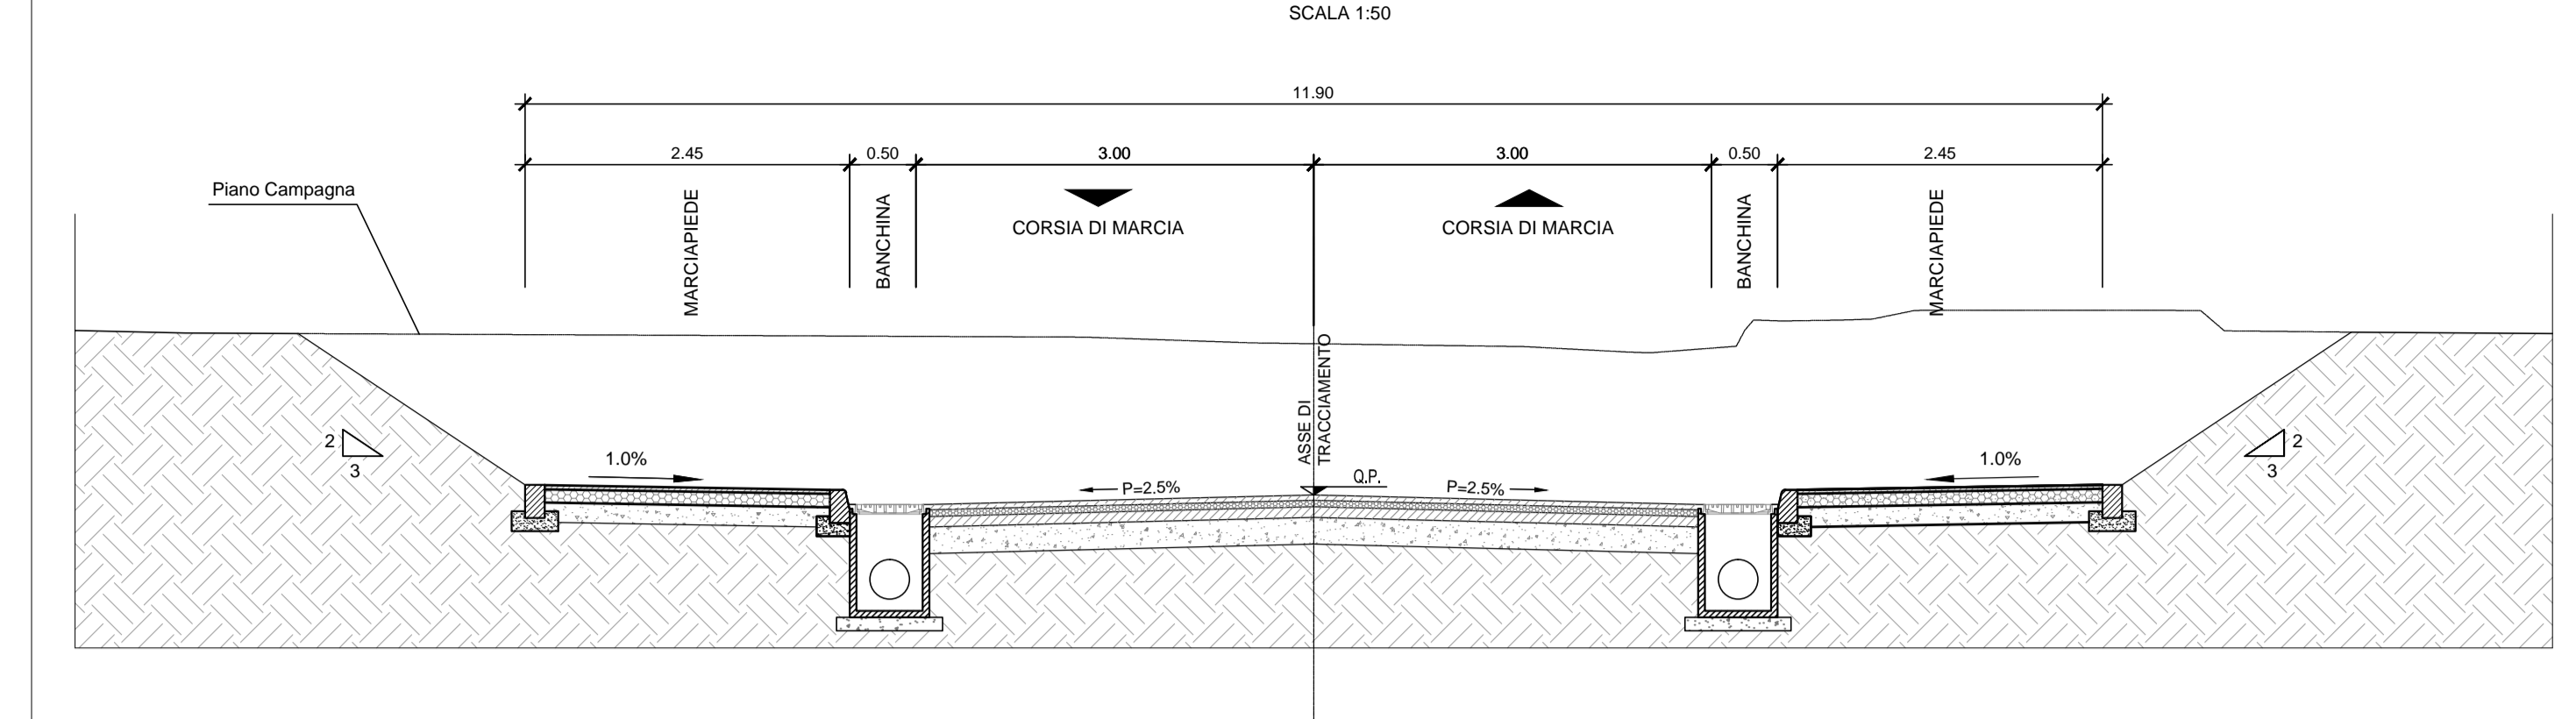 SCALA 1:50
11.90
2.45
0.50
3.00
3.00
0.50
2.45
Piano Campagna
MARCIAPIEDE
BANCHINA
CORSIA DI MARCIA
CORSIA DI MARCIA
BANCHINA
MARCIAPIEDE
ASSE DI
TRACCIAMENTO
2
3
1.0%
P=2.5%
Q.P.
P=2.5%
1.0%
2
3